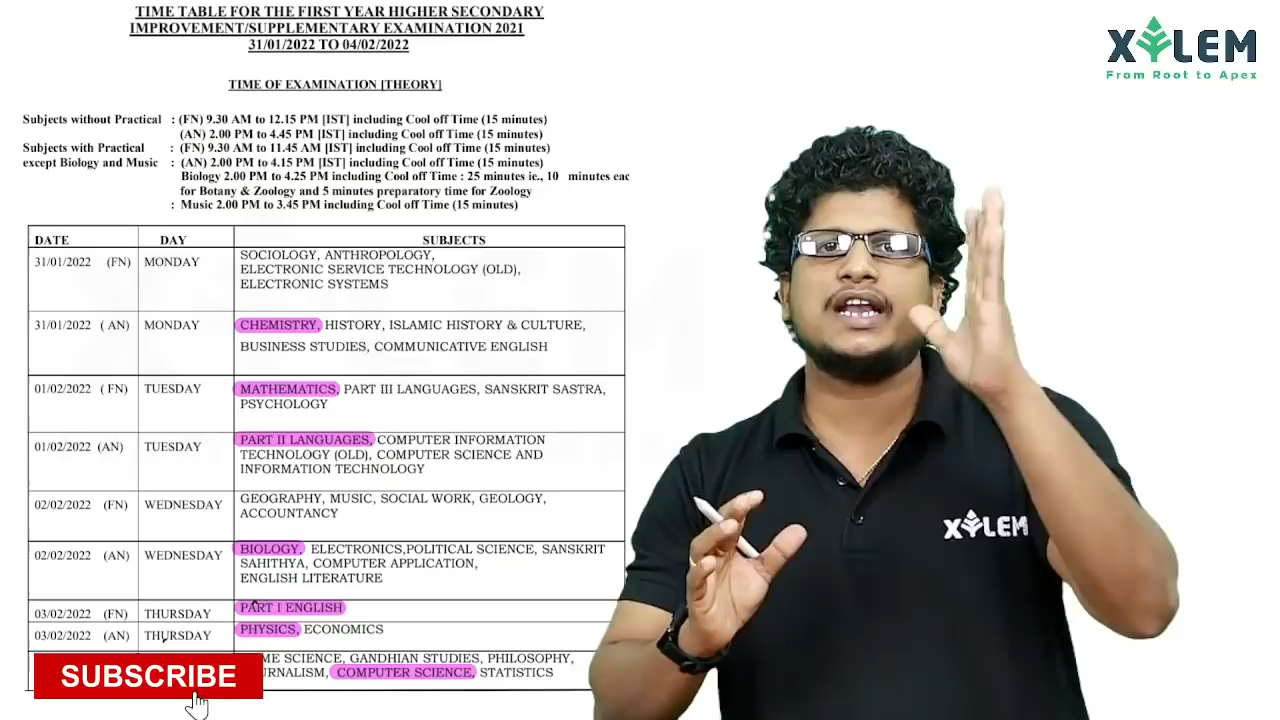 TIME TABLE FOR THE FIRST YEAR HIGHER SECONDARY
IMPROVEMENT/SUPPLEMENTARY EXAMINATION 2021
31/01/2022 TO 04/02/2022
XYLEM
From Root to Apex
TIME OF EXAMINATION [THEORY]
Subjects without Practical : (FN) 9.30 AM to 12.15 PM [IST] including Cool off Time (15 minutes)
(AN) 2.00 PM to 4.45 PM [IST] including Cool off Time (15 minutes)
Subjects with Practical : (FN) 9.30 AM to 11.45 AM [IST] including Cool off Time (15 minutes)
except Biology and Music : (AN) 2.00 PM to 4.15 PM [IST] including Cool off Time (15 minutes)
Biology 2.00 PM to 4.25 PM including Cool off Time : 25 minutes ie., 10 minutes eac
for Botany & Zoology and 5 minutes preparatory time for Zoology
: Music 2.00 PM to 3.45 PM including Cool off Time (15 minutes)
DATE DAY SUBJECTS
31/01/2022 (FN) MONDAY SOCIOLOGY, ANTHROPOLOGY,
ELECTRONIC SERVICE TECHNOLOGY (OLD),
ELECTRONIC SYSTEMS
31/01/2022 ( AN) MONDAY CHEMISTRY, HISTORY, ISLAMIC HISTORY & CULTURE,
BUSINESS STUDIES, COMMUNICATIVE ENGLISH
01/02/2022 ( FN) TUESDAY MATHEMATICS, PART III LANGUAGES, SANSKRIT SASTRA,
PSYCHOLOGY
01/02/2022 (AN) TUESDAY PART II LANGUAGES, COMPUTER INFORMATION
TECHNOLOGY (OLD), COMPUTER SCIENCE AND
INFORMATION TECHNOLOGY
02/02/2022 (FN) WEDNESDAY GEOGRAPHY, MUSIC, SOCIAL WORK, GEOLOGY,
ACCOUNTANCY
02/02/2022 (AN) WEDNESDAY BIOLOGY, ELECTRONICS,POLITICAL SCIENCE, SANSKRIT
SAHITHYA, COMPUTER APPLICATION,
ENGLISH LITERATURE
03/02/2022 (FN) THURSDAY PART I ENGLISH
03/02/2022 (AN) THURSDAY PHYSICS, ECONOMICS
SCIENCE, GANDHIAN STUDIES, PHILOSOPHY,
COMPUTER SCIENCE, STATISTICS
SUBSCRIBE
XYLEM